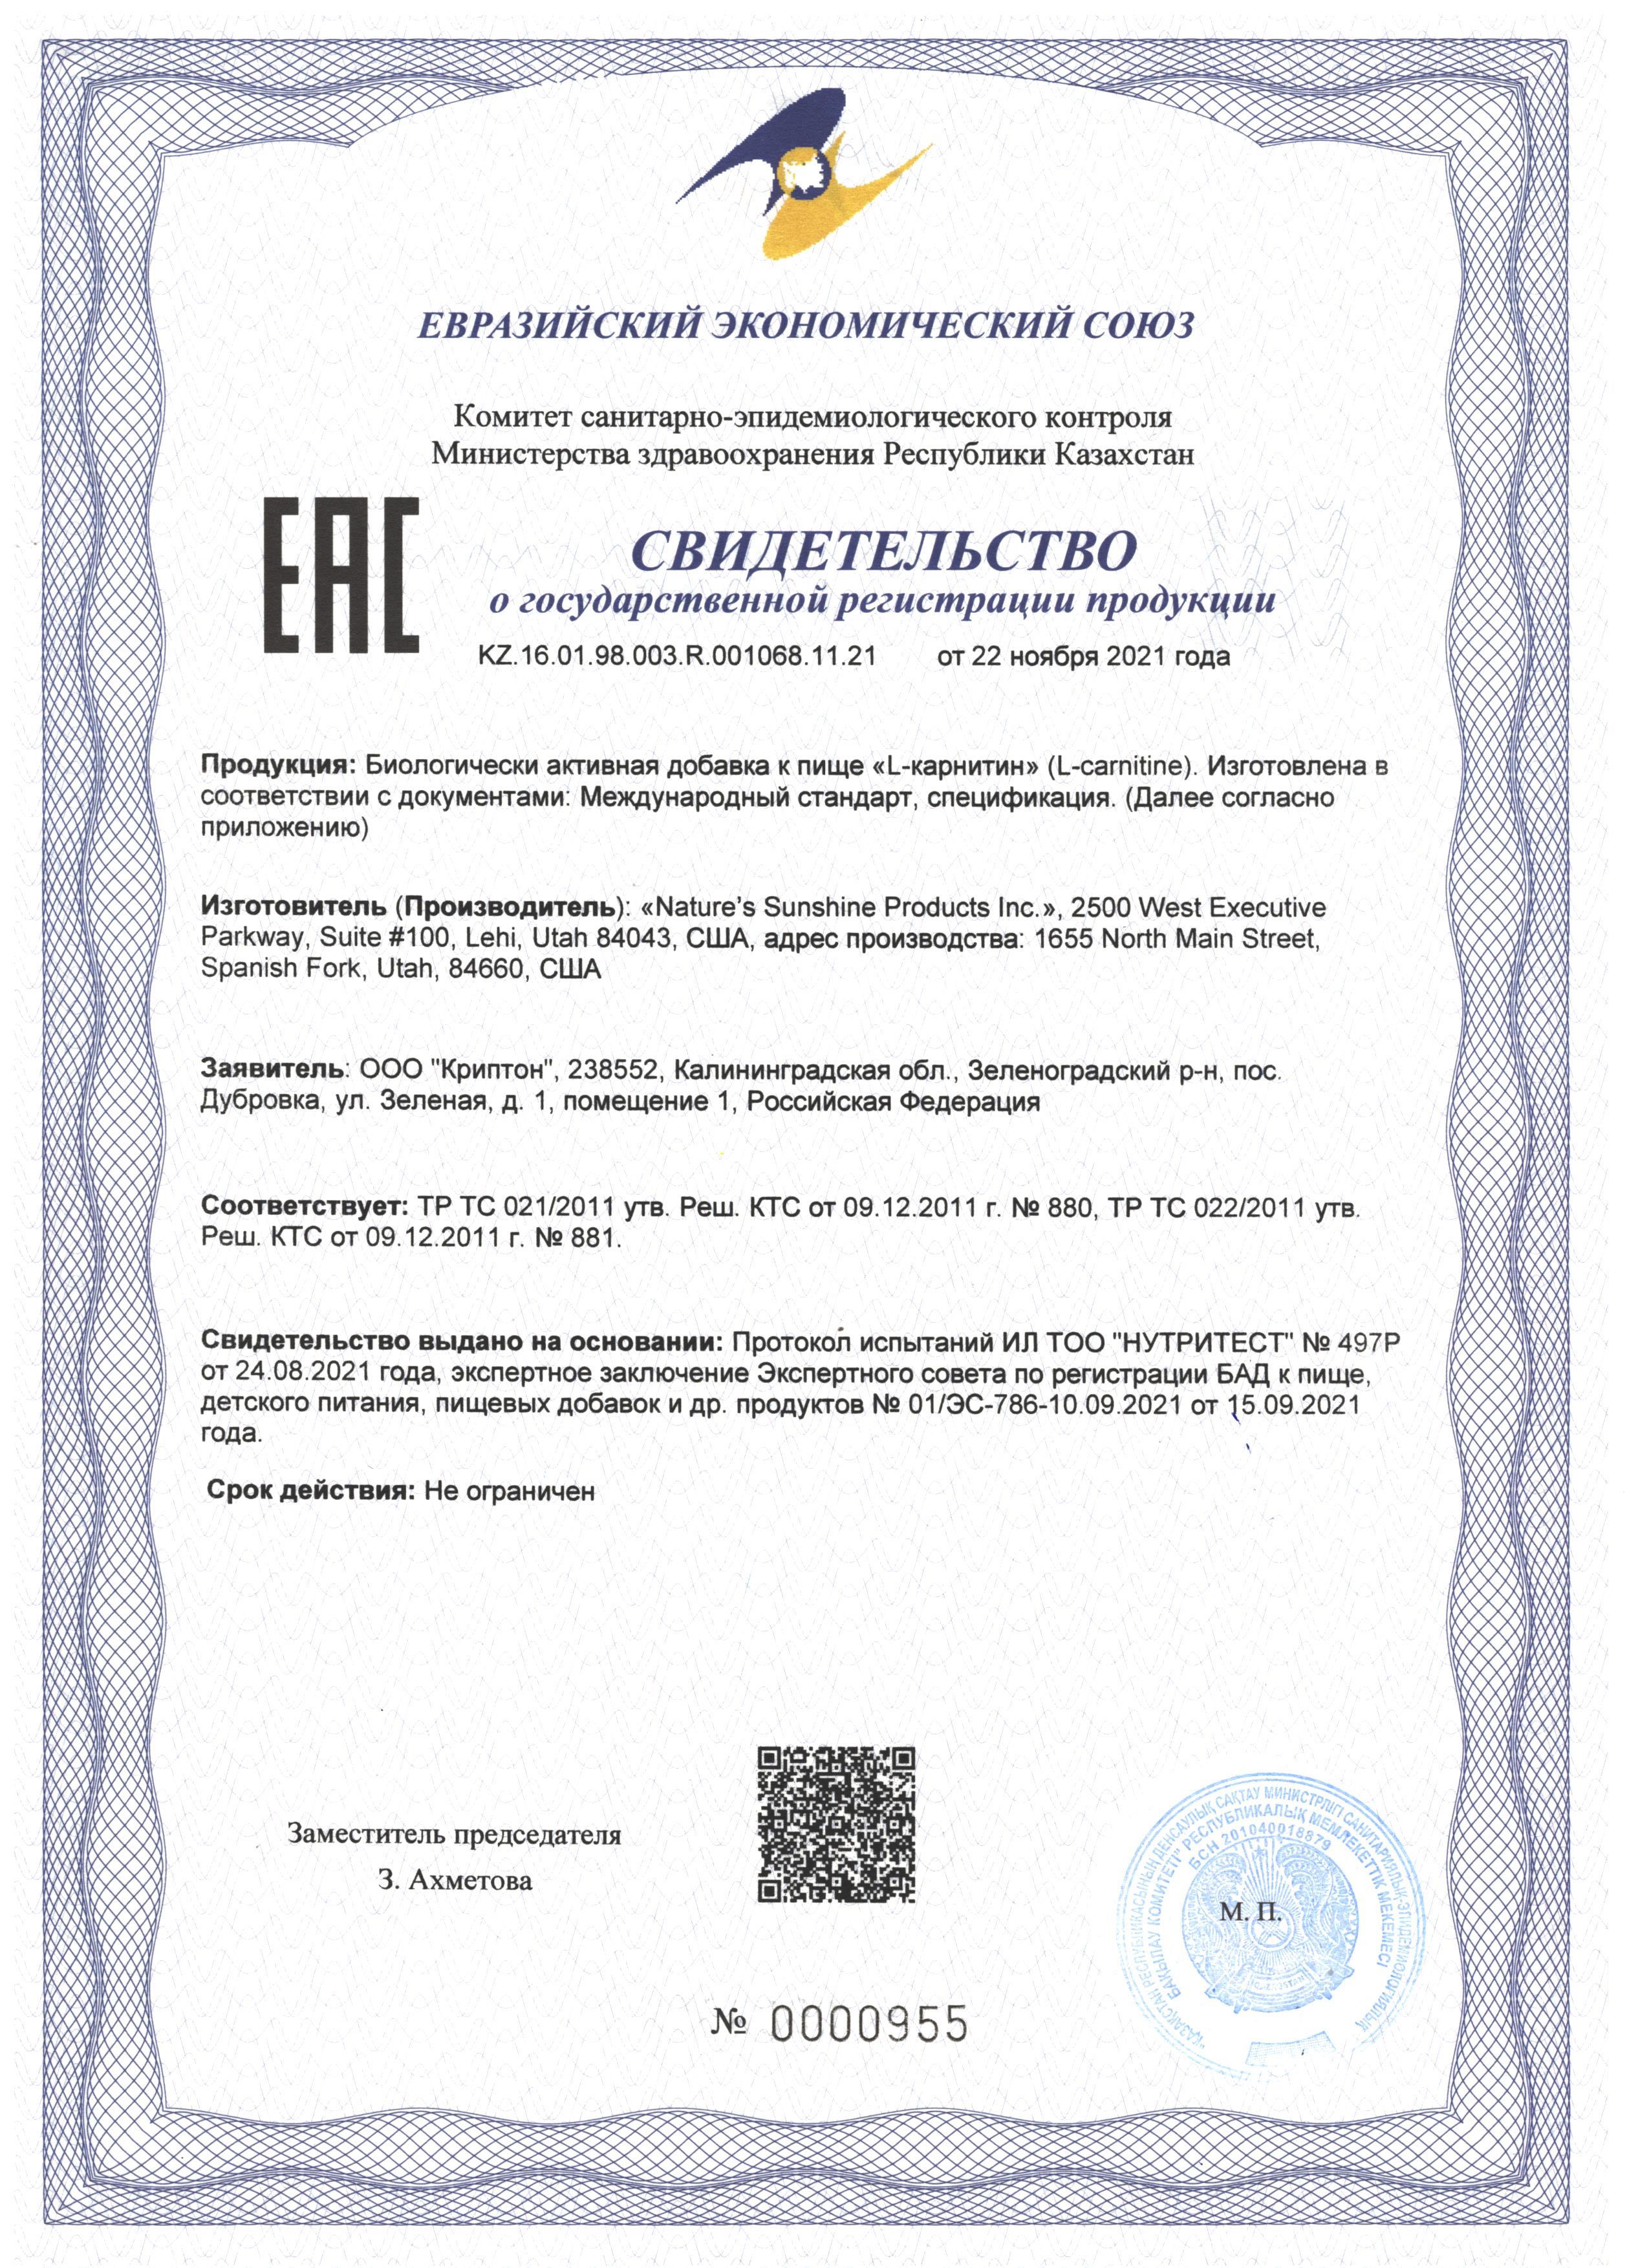 ЕВРАЗИЙСКИЙ ЭКОНОМИЧЕСКИЙ СОЮЗ
Комитет санитарно-эпидемиологического контроля
Министерства здравоохранения Республики Казахстан
EAC
СВИДЕТЕЛЬСТВО
о государственной регистрации продукции
KZ.16.01.98.003.R.001068.11.21 от 22 ноября 2021 года
Продукция: Биологически активная добавка к пище «L-карнитин» (L-carnitine). Изготовлена в
соответствии с документами: Международный стандарт, спецификация. (Далее согласно
приложению)
Изготовитель (Производитель): «Nature's Sunshine Products Inc.», 2500 West Executive
Parkway, Suite #100, Lehi, Utah 84043, США, адрес производства: 1655 North Main Street,
Spanish Fork, Utah, 84660, США
Заявитель: ООО "Криптон", 238552, Калининградская обл., Зеленоградский р-н, пос.
Дубровка, ул. Зеленая, д. 1, помещение 1, Российская Федерация
Соответствует: ТР ТС 021/2011 утв. Реш. КТС от 09.12.2011 г. № 880, ТР ТС 022/2011 утв.
Реш. КТС от 09.12.2011 г. № 881.
Свидетельство выдано на основании: Протокол испытаний ИЛ ТОО "НУТРИТЕСТ" № 497Р
от 24.08.2021 года, экспертное заключение Экспертного совета по регистрации БАД к пище,
детского питания, пищевых добавок и др. продуктов № 01/ЭС-786-10.09.2021 от 15.09.2021
года.
Срок действия: Не ограничен
Заместитель председателя
З. Ахметова
"ҚАЗАҚСТАН РЕСПУБЛИКАСЫНЫҢ ДЕНСАУЛЫҚ САҚТАУ МИНИСТРЛІГІ САНИТАРИЯЛЫҚ-ЭПИДЕМИОЛОГИЯЛЫҚ
БАҚЫЛАУ КОМИТЕТІ" РЕСПУБЛИКАЛЫҚ МЕМЛЕКЕТТІК МЕКЕМЕСІ
БСН 201040018879
М. П.
№ 0000955